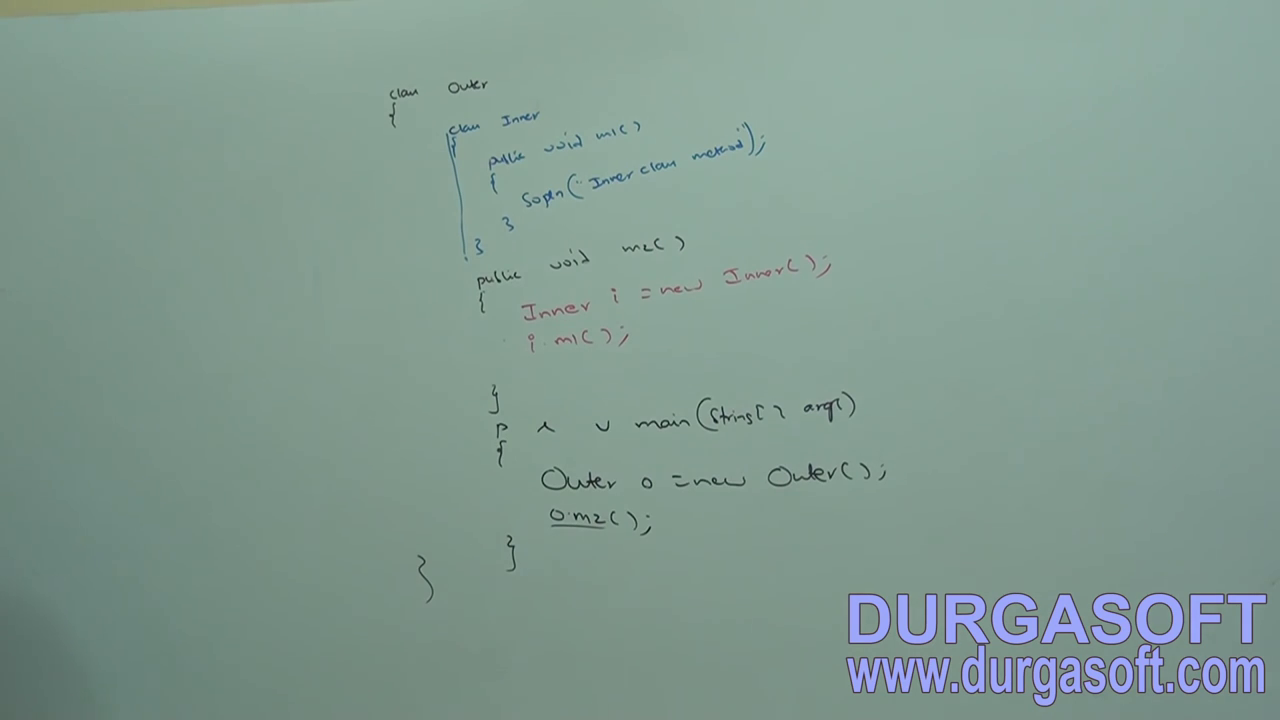 class Outer
{
class Inner
{
public void m1()
{
Sopln("Inner class method");
}
}
public void m2()
{
Inner i = new Inner();
i.m1();
}
p s v main(String[] args)
{
Outer o = new Outer();
o.m2();
}
}
DURGASOFT
www.durgasoft.com